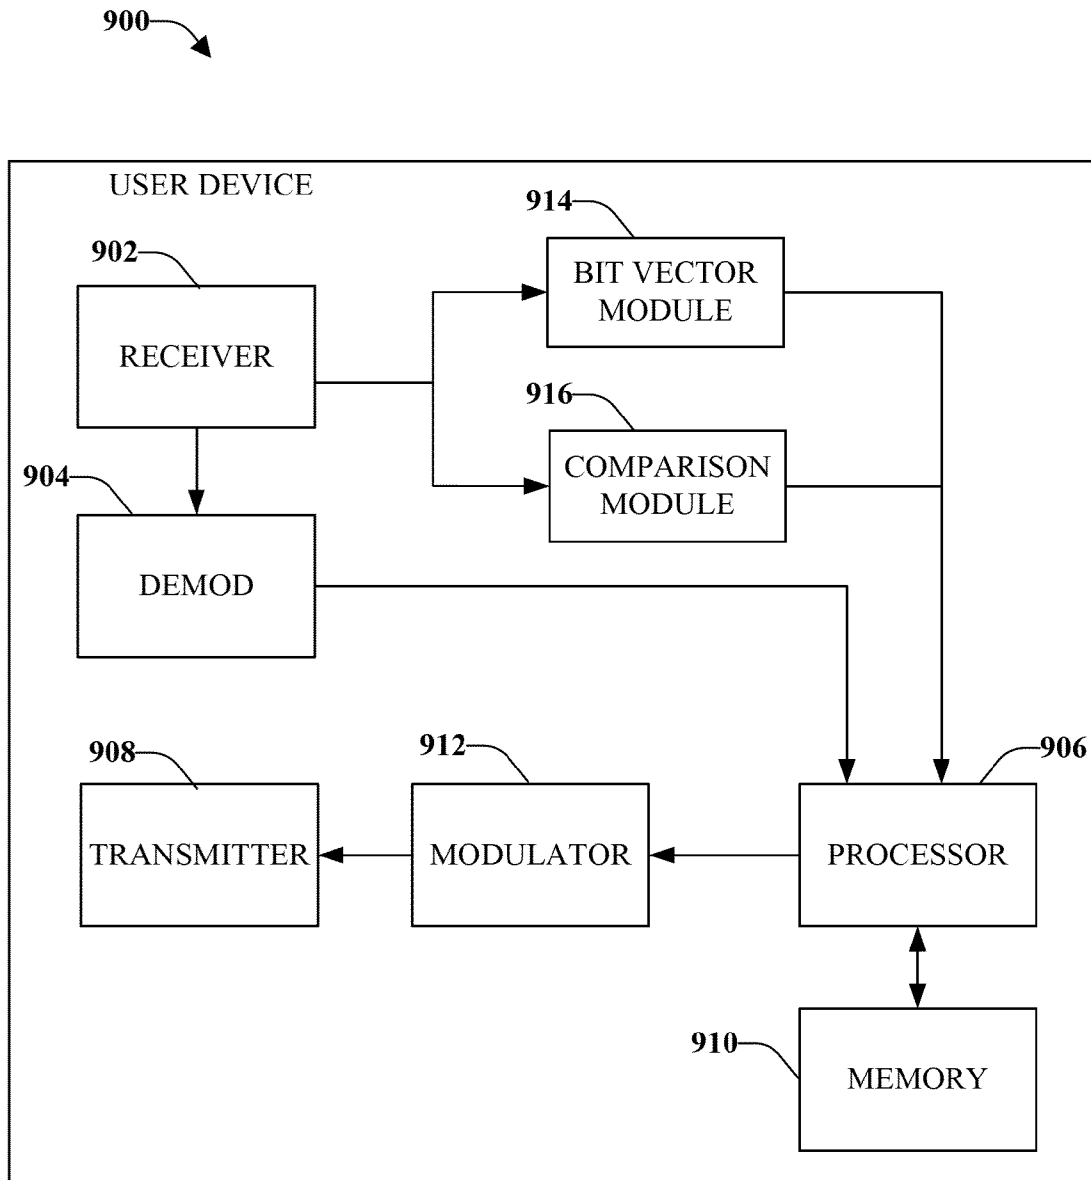 900
USER DEVICE
914
902
BIT VECTOR
MODULE
RECEIVER
916
904
COMPARISON
MODULE
DEMOD
908
912
906
TRANSMITTER
MODULATOR
PROCESSOR
910
MEMORY